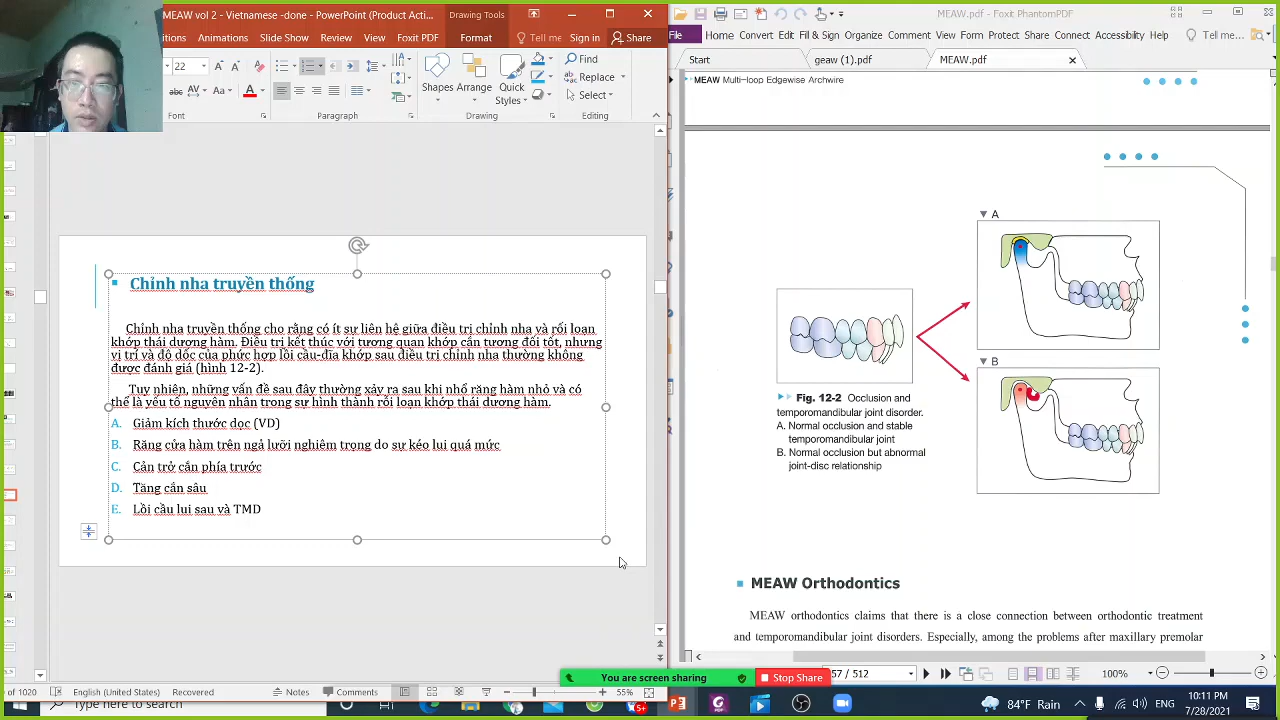 MEAW vol 2 - Vietnamese -done - PowerPoint (Product Acti...
Drawing Tools
Animations
Slide Show
Review
View
Foxit PDF
Format
Tell me
Sign in
Share
22
Shapes
Arrange
Quick
Styles
Find
Replace
Select
Font
Paragraph
Drawing
Editing
Chỉnh nha truyền thống
Chỉnh nha truyền thống cho rằng có ít sự liên hệ giữa điều trị chỉnh nha và rối loạn
khớp thái dương hàm. Điều trị kết thúc với tương quan khớp cắn tương đối tốt, nhưng
vị trí và độ dốc của phức hợp lồi cầu-đĩa khớp sau điều trị chỉnh nha thường không
được đánh giá (hình 12-2).
Tuy nhiên, những vấn đề sau đây thường xảy ra sau khi nhổ răng hàm nhỏ và có
thể là yếu tố nguyên nhân trong sự hình thành rối loạn khớp thái dương hàm.
A. Giảm kích thước dọc (VD)
B. Răng cửa hàm trên ngả lưỡi nghiêm trọng do sự kéo lui quá mức
C. Cản trở cắn phía trước
D. Tăng cắn sâu
E. Lồi cầu lui sau và TMD
of 1020
English (United States)
Recovered
Notes
Comments
55%
MEAW.pdf - Foxit PhantomPDF
File
Home
Convert
Edit
Fill & Sign
Organize
Comment
View
Form
Protect
Share
Connect
Help
Tell me...
Start
geaw (1).pdf
MEAW.pdf
MEAW Multi-loop Edgewise Archwire
A
B
Fig. 12-2 Occlusion and
temporomandibular joint disorder.
A. Normal occlusion and stable
temporomandibular joint
B. Normal occlusion but abnormal
joint-disc relationship
MEAW Orthodontics
MEAW orthodontics claims that there is a close connection between orthodontic treatment
and temporomandibular joint disorders. Especially, among the problems after maxillary premolar
57 / 512
You are screen sharing
Stop Share
Type here to search
5+
84°F Rain
ENG
10:11 PM
7/28/2021